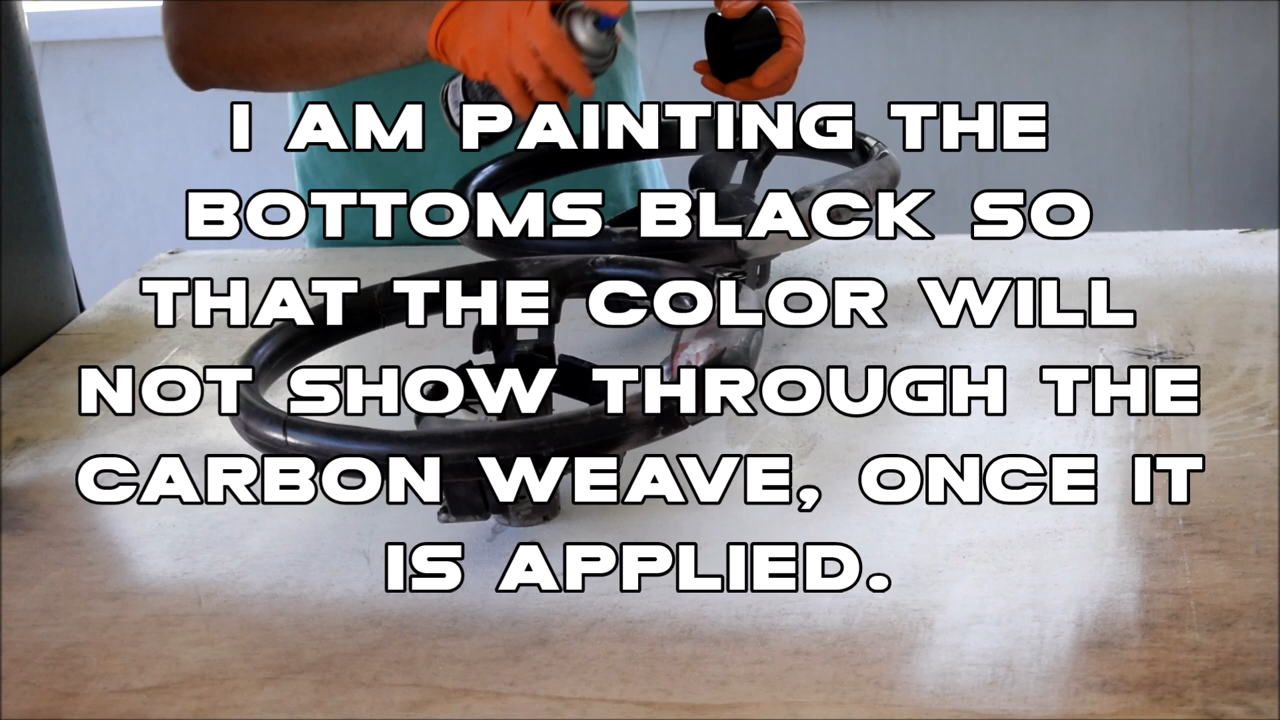 I AM PAINTING THE
BOTTOMS BLACK SO
THAT THE COLOR WILL
NOT SHOW THROUGH THE
CARBON WEAVE, ONCE IT
IS APPLIED.